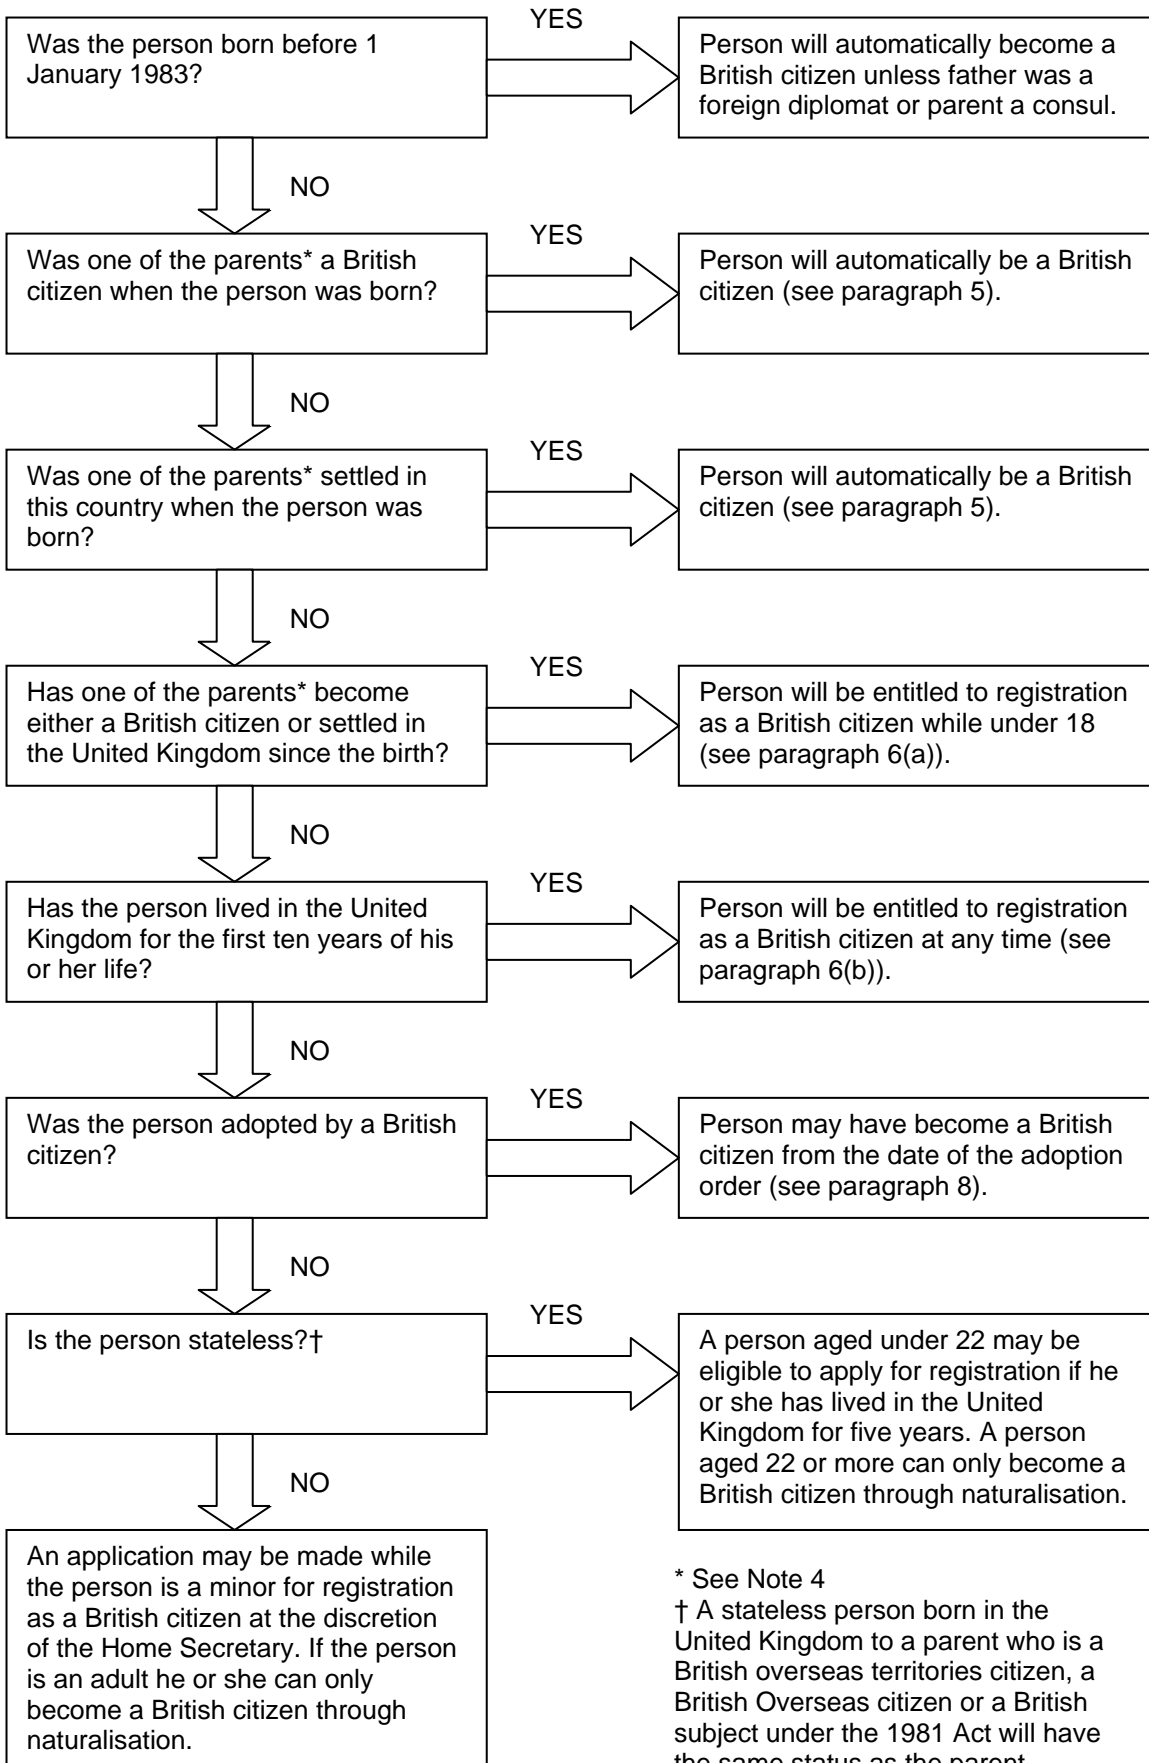 YES
Was the person born before 1
January 1983?
Person will automatically become a
British citizen unless father was a
foreign diplomat or parent a consul.
NO
YES
Was one of the parents* a British
citizen when the person was born?
Person will automatically be a British
citizen (see paragraph 5).
NO
YES
Was one of the parents* settled in
this country when the person was
born?
Person will automatically be a British
citizen (see paragraph 5).
NO
YES
Has one of the parents* become
either a British citizen or settled in
the United Kingdom since the birth?
Person will be entitled to registration
as a British citizen while under 18
(see paragraph 6(a)).
NO
YES
Has the person lived in the United
Kingdom for the first ten years of his
or her life?
Person will be entitled to registration
as a British citizen at any time (see
paragraph 6(b)).
NO
YES
Was the person adopted by a British
citizen?
Person may have become a British
citizen from the date of the adoption
order (see paragraph 8).
NO
YES
Is the person stateless?†
A person aged under 22 may be
eligible to apply for registration if he
or she has lived in the United
Kingdom for five years. A person
aged 22 or more can only become a
British citizen through naturalisation.
NO
An application may be made while
the person is a minor for registration
as a British citizen at the discretion
of the Home Secretary. If the person
is an adult he or she can only
become a British citizen through
naturalisation.
* See Note 4
† A stateless person born in the
United Kingdom to a parent who is a
British overseas territories citizen, a
British Overseas citizen or a British
subject under the 1981 Act will have
the same status as the parent